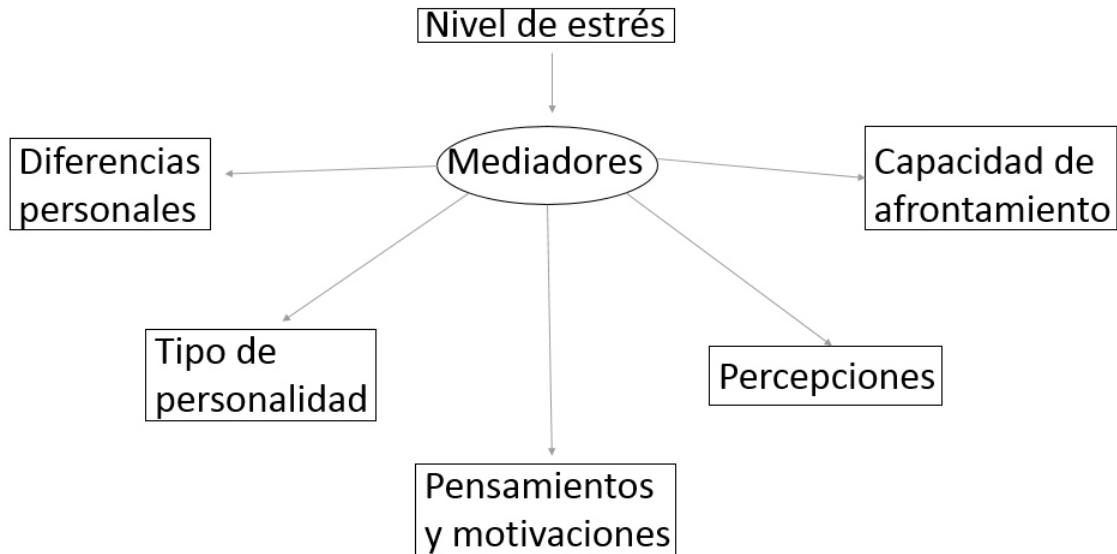 Nivel de estrés
Mediadores
Diferencias
personales
Capacidad de
afrontamiento
Tipo de
personalidad
Percepciones
Pensamientos
y motivaciones